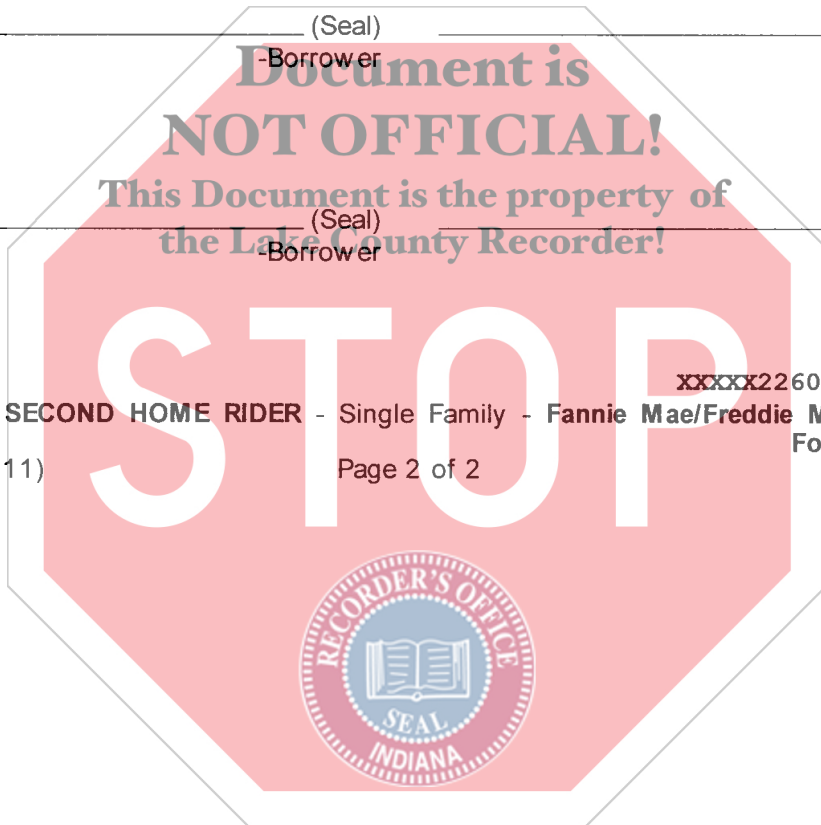 (Seal)
-Borrower
Document is
NOT OFFICIAL!
This Document is the property of
the Lake County Recorder!
(Seal)
-Borrower
STOP
XXXXX2260
SECOND HOME RIDER - Single Family - Fannie Mae/Freddie M
Fo
11)
Page 2 of 2
RECORDER'S OFFICE
SEAL
INDIANA